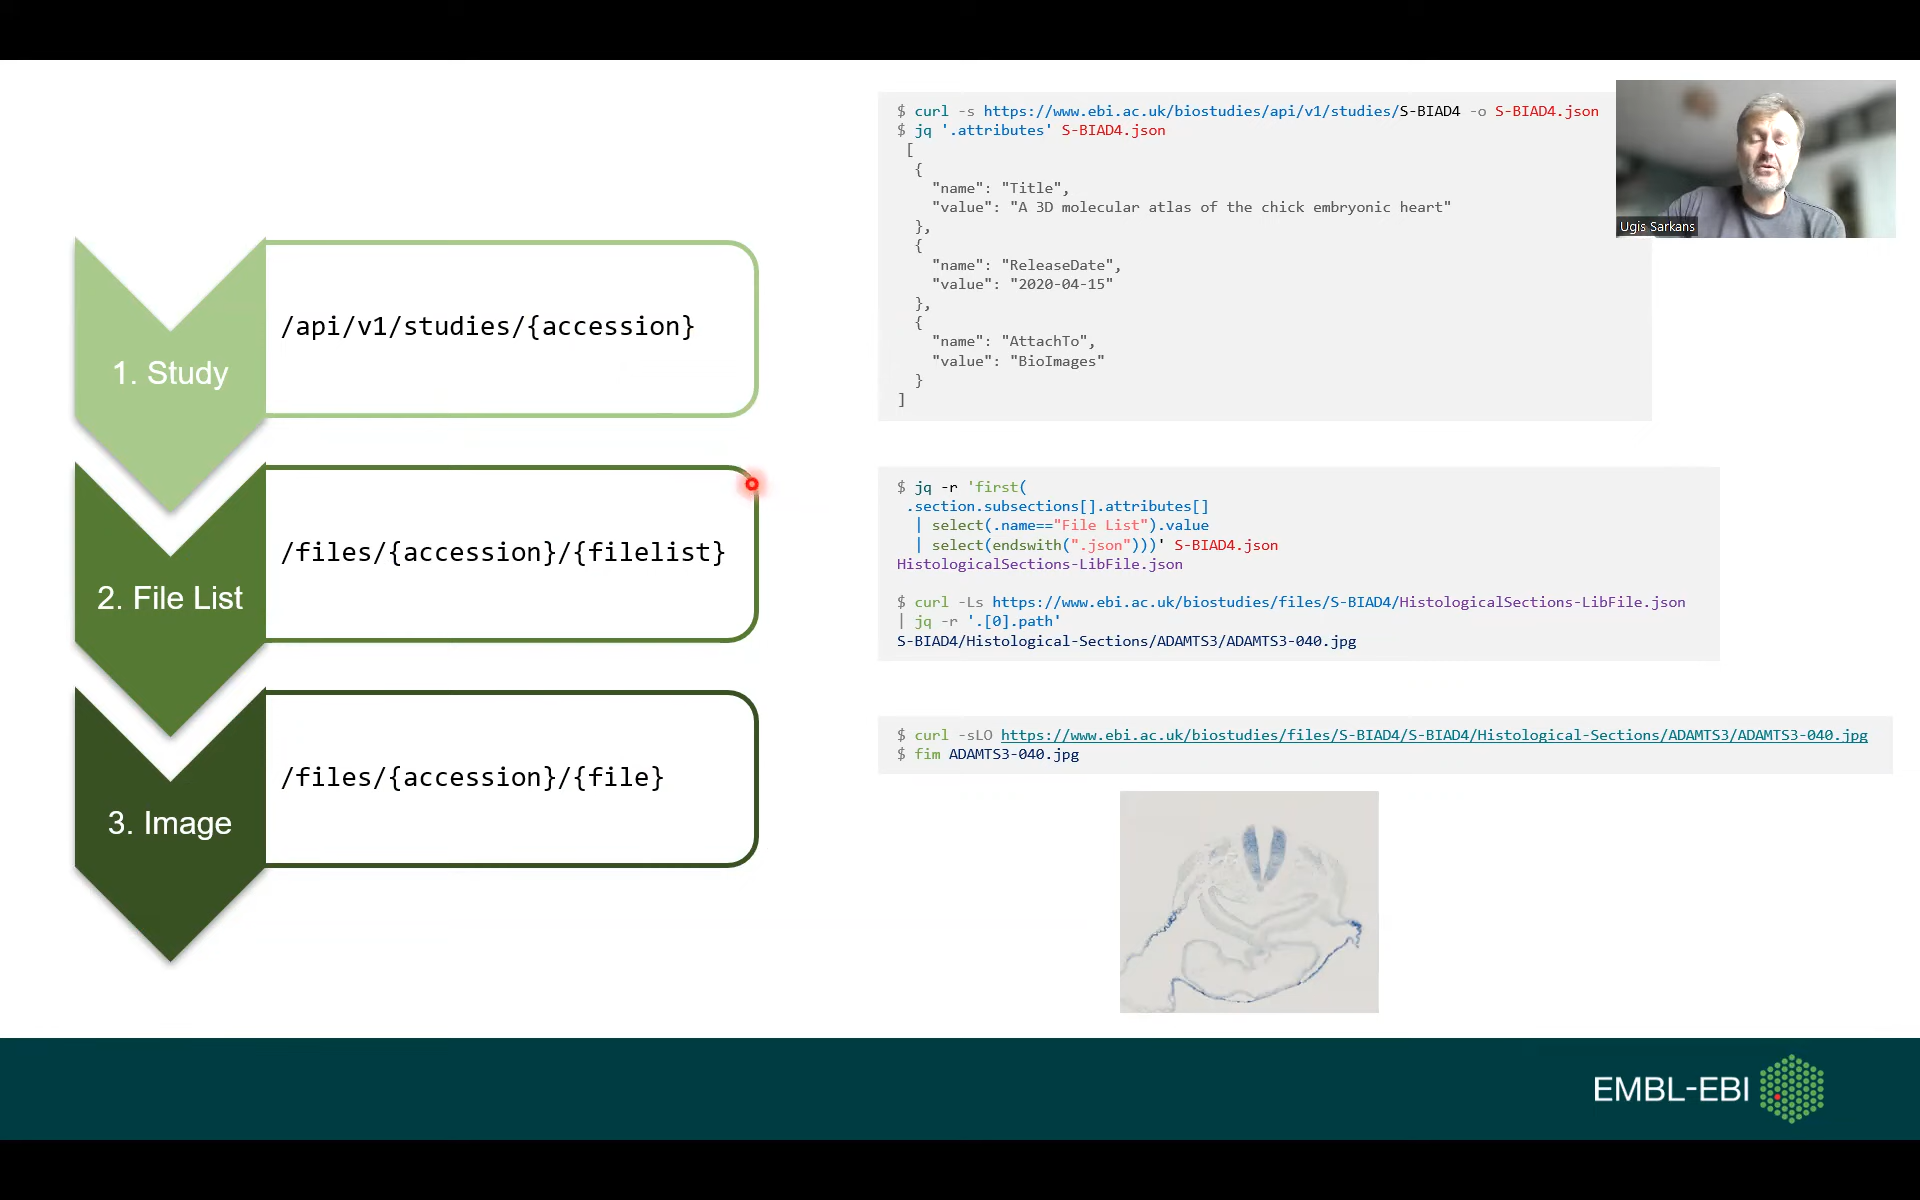 1. Study
/api/v1/studies/{accession}
2. File List
/files/{accession}/{filelist}
3. Image
/files/{accession}/{file}
$ curl -s https://www.ebi.ac.uk/biostudies/api/v1/studies/S-BIAD4 -o S-BIAD4.json
$ jq '.attributes' S-BIAD4.json
[
{
"name": "Title",
"value": "A 3D molecular atlas of the chick embryonic heart"
},
{
"name": "ReleaseDate",
"value": "2020-04-15"
},
{
"name": "AttachTo",
"value": "BioImages"
}
]
Ugis Sarkans
$ jq -r 'first(
.section.subsections[].attributes[]
| select(.name=="File List").value
| select(endswith(".json")))' S-BIAD4.json
HistologicalSections-LibFile.json
$ curl -Ls https://www.ebi.ac.uk/biostudies/files/S-BIAD4/HistologicalSections-LibFile.json
| jq -r '.[0].path'
S-BIAD4/Histological-Sections/ADAMTS3/ADAMTS3-040.jpg
$ curl -sLO https://www.ebi.ac.uk/biostudies/files/S-BIAD4/S-BIAD4/Histological-Sections/ADAMTS3/ADAMTS3-040.jpg
$ fim ADAMTS3-040.jpg
EMBL-EBI